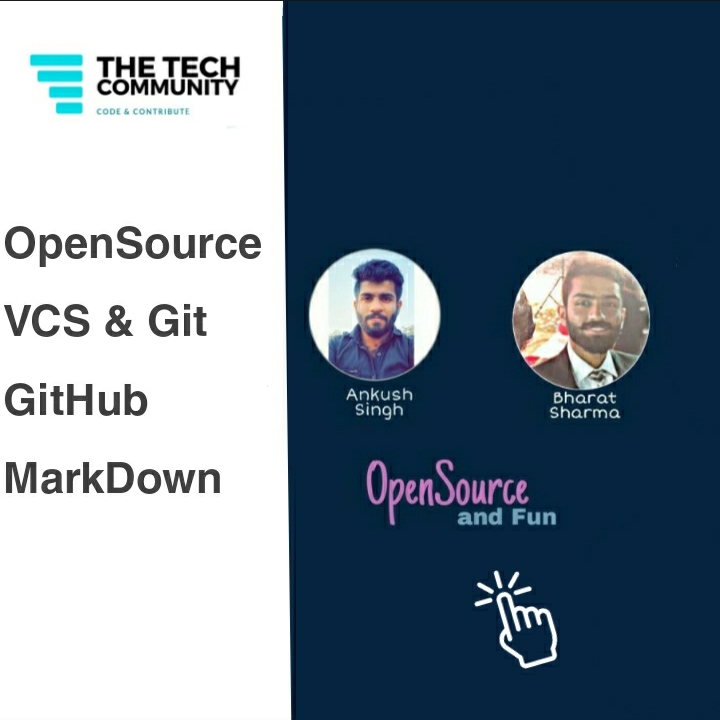 THE TECH
COMMUNITY
CODE & CONTRIBUTE
OpenSource
VCS & Git
GitHub
MarkDown
Ankush
Singh
Bharat
Sharma
OpenSource
and Fun